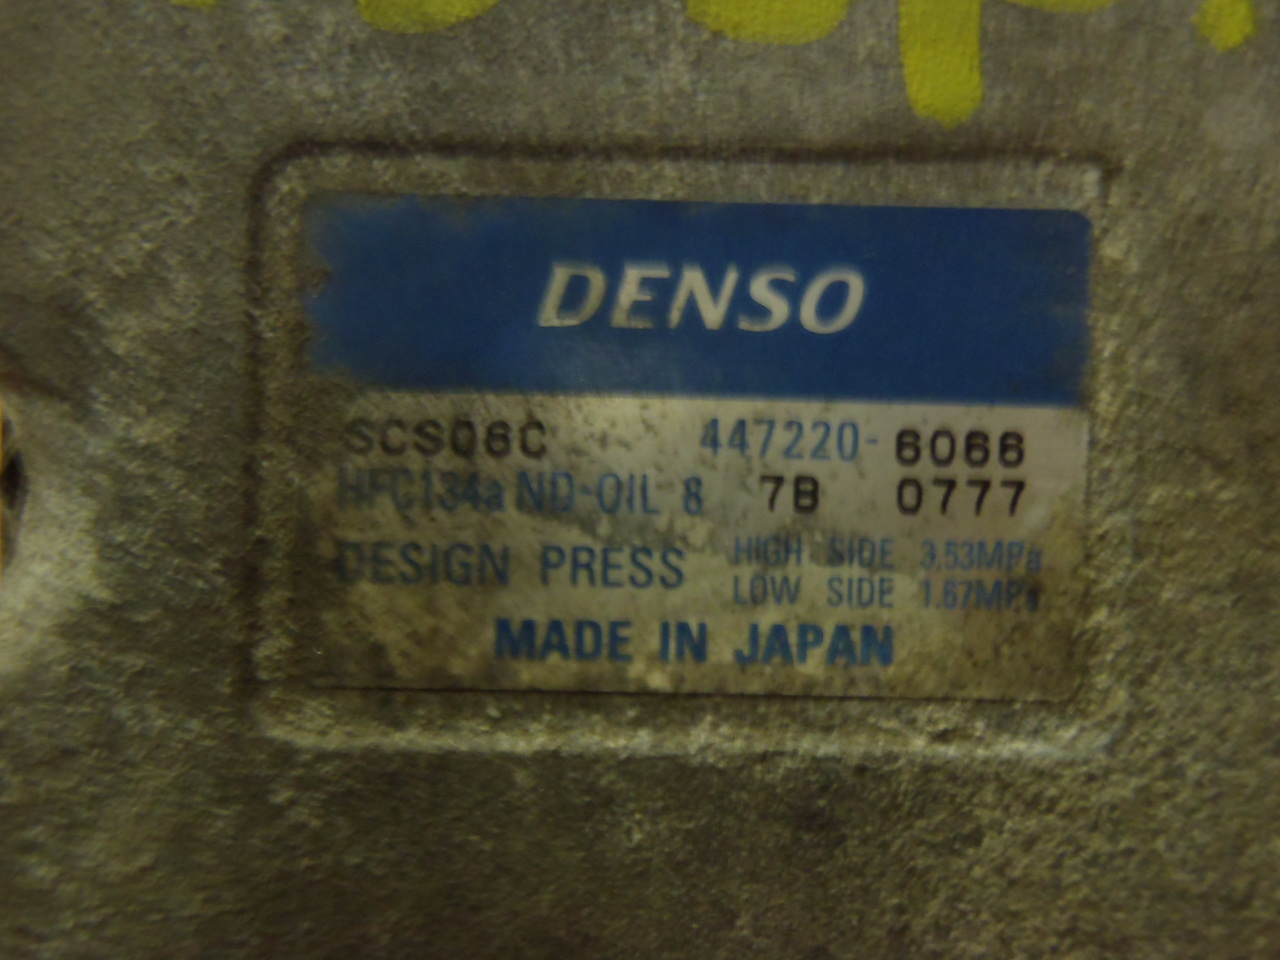 DENSO
SCS06C 447220-6066
HFC134a ND-OIL 8 7B 0777
DESIGN PRESS HIGH SIDE 3.53MPa
LOW SIDE 1.67MPa
MADE IN JAPAN